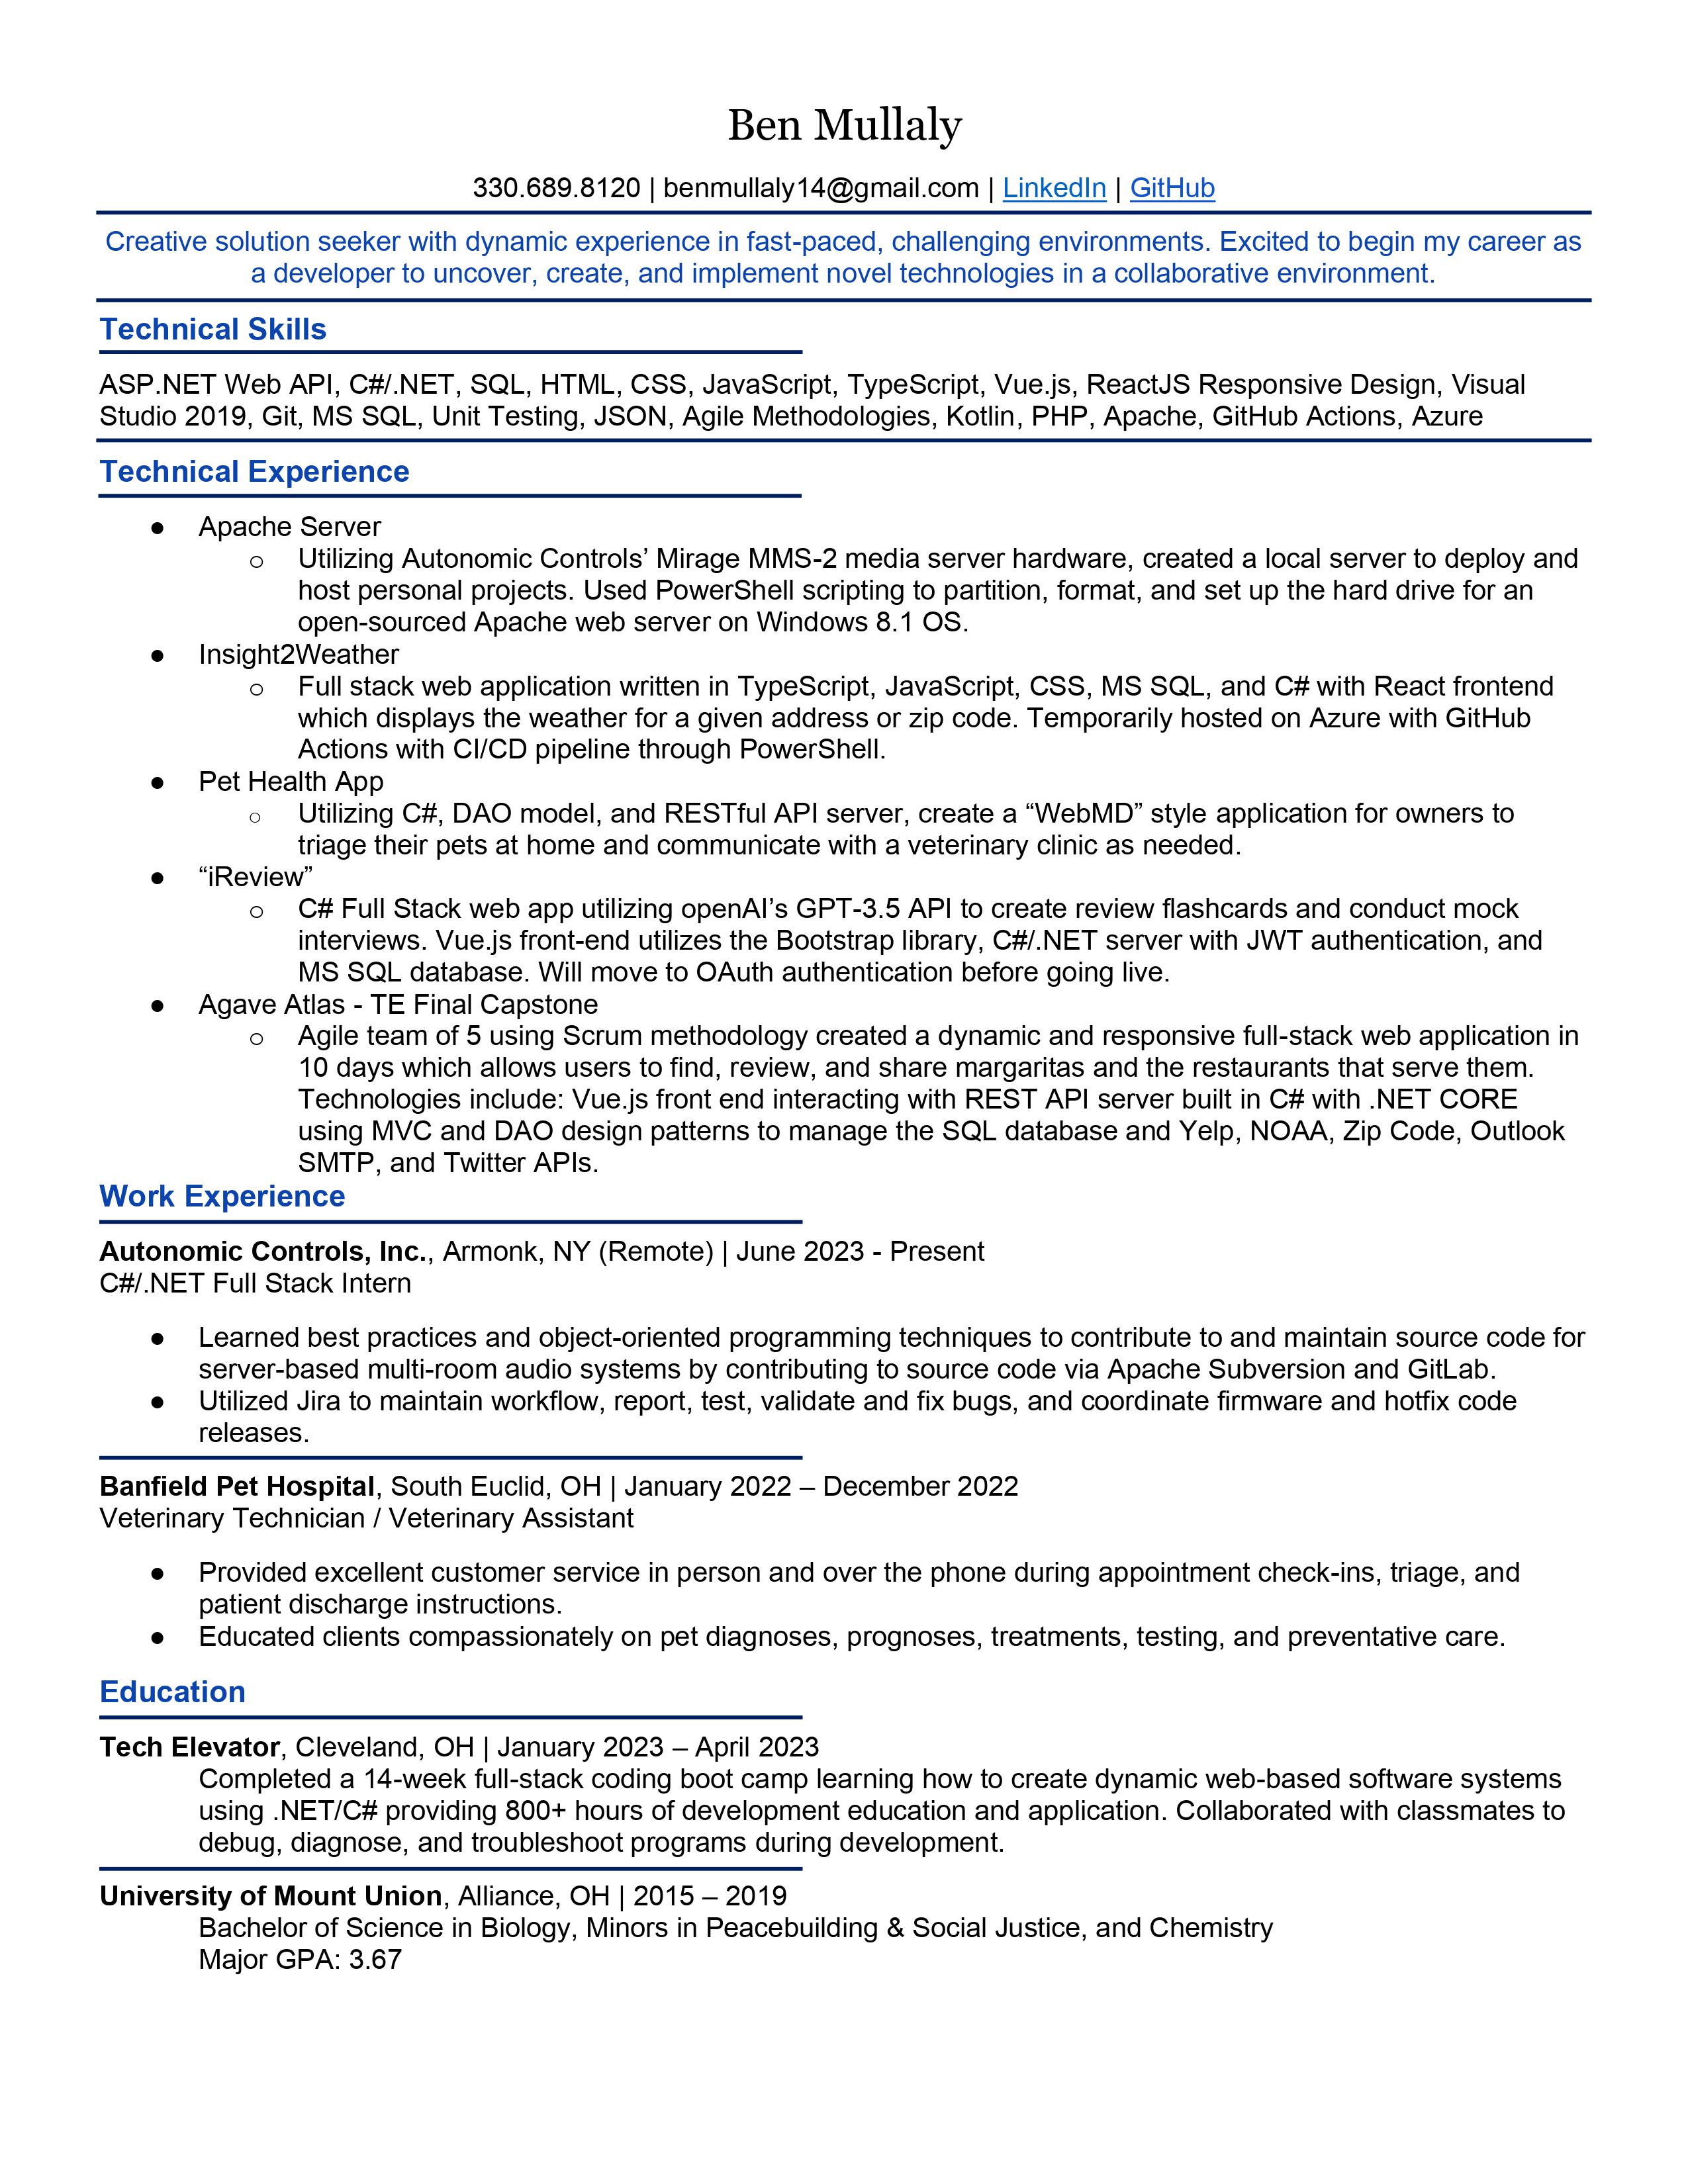 Ben Mullaly
330.689.8120 | benmullaly14@gmail.com | LinkedIn | GitHub
Creative solution seeker with dynamic experience in fast-paced, challenging environments. Excited to begin my career as
a developer to uncover, create, and implement novel technologies in a collaborative environment.
Technical Skills
ASP.NET Web API, C#/.NET, SQL, HTML, CSS, JavaScript, TypeScript, Vue.js, ReactJS Responsive Design, Visual
Studio 2019, Git, MS SQL, Unit Testing, JSON, Agile Methodologies, Kotlin, PHP, Apache, GitHub Actions, Azure
Technical Experience
● Apache Server
○ Utilizing Autonomic Controls’ Mirage MMS-2 media server hardware, created a local server to deploy and
host personal projects. Used PowerShell scripting to partition, format, and set up the hard drive for an
open-sourced Apache web server on Windows 8.1 OS.
● Insight2Weather
○ Full stack web application written in TypeScript, JavaScript, CSS, MS SQL, and C# with React frontend
which displays the weather for a given address or zip code. Temporarily hosted on Azure with GitHub
Actions with CI/CD pipeline through PowerShell.
● Pet Health App
○ Utilizing C#, DAO model, and RESTful API server, create a “WebMD” style application for owners to
triage their pets at home and communicate with a veterinary clinic as needed.
● “iReview”
○ C# Full Stack web app utilizing openAI’s GPT-3.5 API to create review flashcards and conduct mock
interviews. Vue.js front-end utilizes the Bootstrap library, C#/.NET server with JWT authentication, and
MS SQL database. Will move to OAuth authentication before going live.
● Agave Atlas - TE Final Capstone
○ Agile team of 5 using Scrum methodology created a dynamic and responsive full-stack web application in
10 days which allows users to find, review, and share margaritas and the restaurants that serve them.
Technologies include: Vue.js front end interacting with REST API server built in C# with .NET CORE
using MVC and DAO design patterns to manage the SQL database and Yelp, NOAA, Zip Code, Outlook
SMTP, and Twitter APIs.
Work Experience
Autonomic Controls, Inc., Armonk, NY (Remote) | June 2023 - Present
C#/.NET Full Stack Intern
● Learned best practices and object-oriented programming techniques to contribute to and maintain source code for
server-based multi-room audio systems by contributing to source code via Apache Subversion and GitLab.
● Utilized Jira to maintain workflow, report, test, validate and fix bugs, and coordinate firmware and hotfix code
releases.
Banfield Pet Hospital, South Euclid, OH | January 2022 – December 2022
Veterinary Technician / Veterinary Assistant
● Provided excellent customer service in person and over the phone during appointment check-ins, triage, and
patient discharge instructions.
● Educated clients compassionately on pet diagnoses, prognoses, treatments, testing, and preventative care.
Education
Tech Elevator, Cleveland, OH | January 2023 – April 2023
Completed a 14-week full-stack coding boot camp learning how to create dynamic web-based software systems
using .NET/C# providing 800+ hours of development education and application. Collaborated with classmates to
debug, diagnose, and troubleshoot programs during development.
University of Mount Union, Alliance, OH | 2015 – 2019
Bachelor of Science in Biology, Minors in Peacebuilding & Social Justice, and Chemistry
Major GPA: 3.67